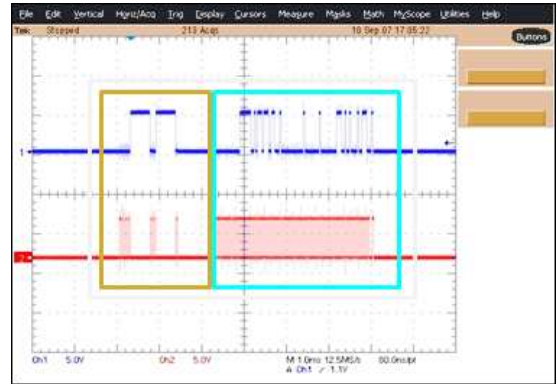 File Edit Vertical Horiz/Acq Trig Display Cursors Measure Masks Math MyScope Utilities Help
Tek Stopped 213 Acqs 10 Sep 07 17:05:22
Buttons
1
2
Ch1 5.0V Ch2 5.0V M 1.0ms 12.5MS/s 80.0ns/pt
A Ch1 1.1V